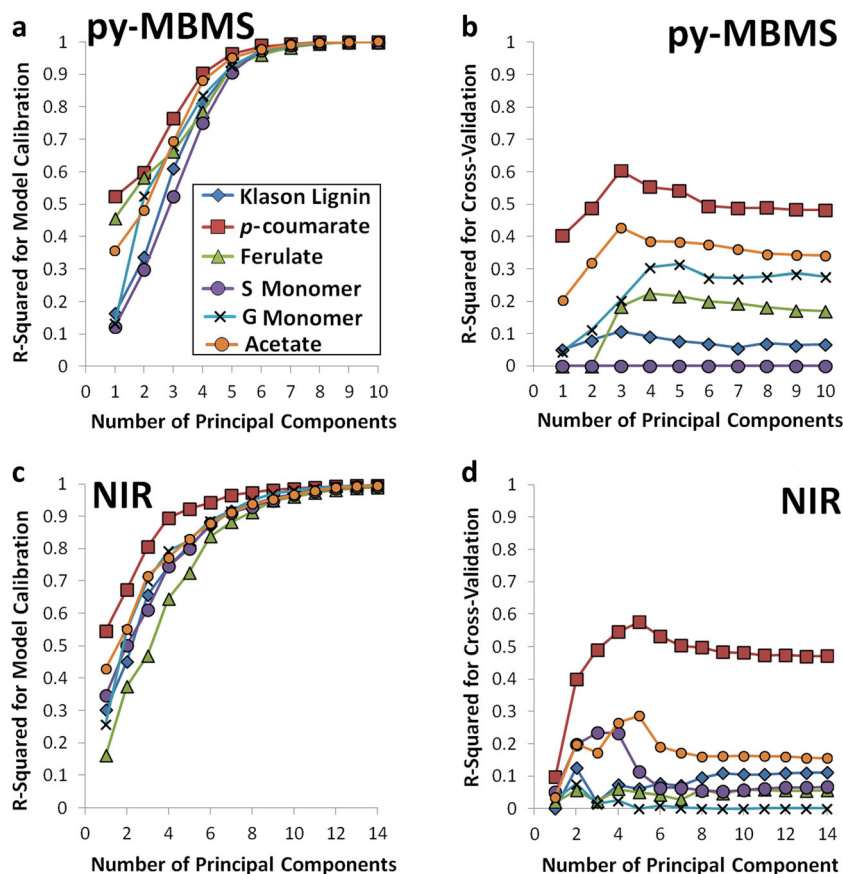 a
py-MBMS
R-Squared for Model Calibration
1
0.9
0.8
0.7
0.6
0.5
0.4
0.3
0.2
0.1
0
0 1 2 3 4 5 6 7 8 9 10
Number of Principal Components
Klason Lignin
p-coumarate
Ferulate
S Monomer
G Monomer
Acetate
b
py-MBMS
R-Squared for Cross-Validation
1
0.9
0.8
0.7
0.6
0.5
0.4
0.3
0.2
0.1
0
0 1 2 3 4 5 6 7 8 9 10
Number of Principal Components
c
NIR
R-Squared for Model Calibration
1
0.9
0.8
0.7
0.6
0.5
0.4
0.3
0.2
0.1
0
0 2 4 6 8 10 12 14
Number of Principal Components
d
NIR
R-Squared for Cross-Validation
1
0.9
0.8
0.7
0.6
0.5
0.4
0.3
0.2
0.1
0
0 2 4 6 8 10 12 14
Number of Principal Component